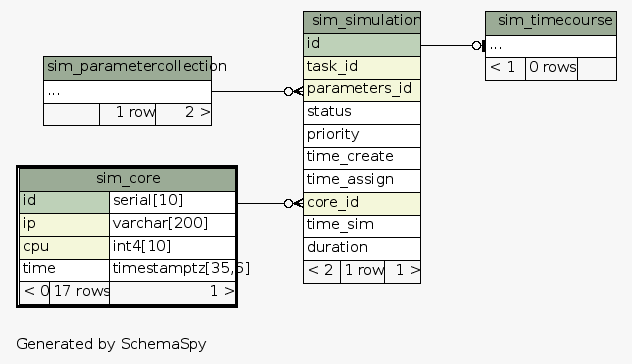 sim_simulation
id
task_id
parameters_id
status
priority
time_create
time_assign
core_id
time_sim
duration
< 2 1 row 1 >
sim_timecourse
...
< 1 0 rows
sim_parametercollection
...
1 row 2 >
sim_core
id serial[10]
ip varchar[200]
cpu int4[10]
time timestamptz[35,6]
< 0 17 rows 1 >
Generated by SchemaSpy